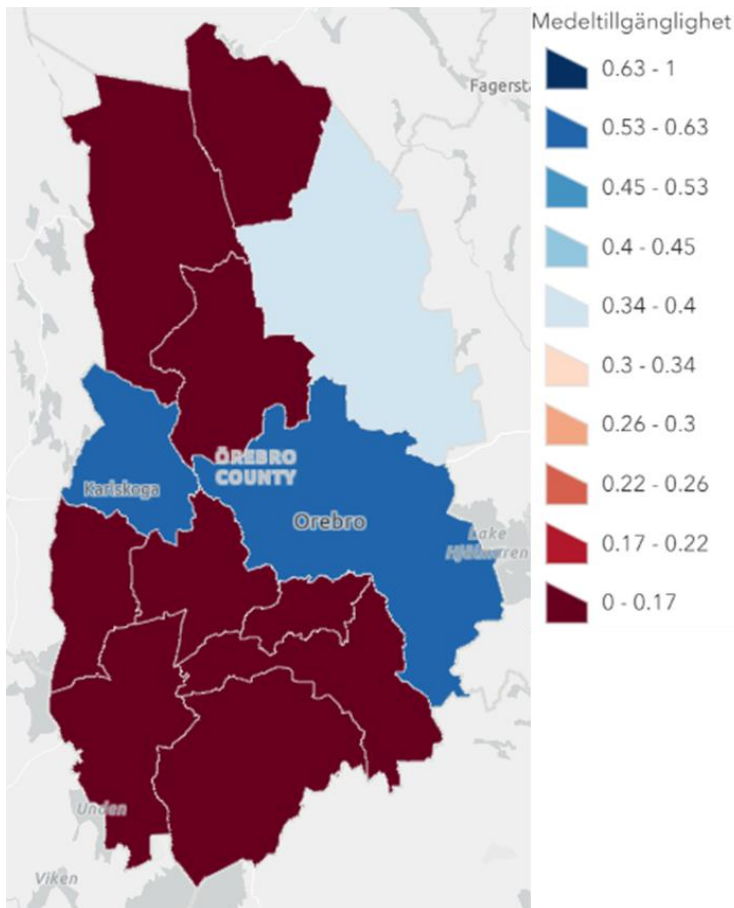 Medeltillgänglighet
0.63 - 1
0.53 - 0.63
0.45 - 0.53
0.4 - 0.45
0.34 - 0.4
0.3 - 0.34
0.26 - 0.3
0.22 - 0.26
0.17 - 0.22
0 - 0.17
Fagersta
ÖREBRO
COUNTY
Karlskoga
Orebro
Lake
Hjälmaren
Unden
Viken